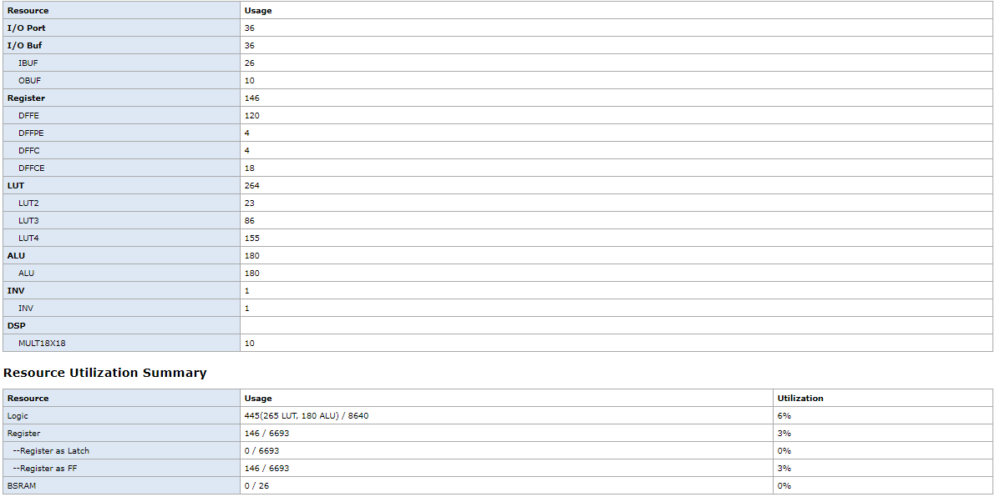 Resource Usage
I/O Port 36
I/O Buf 36
IBUF 26
OBUF 10
Register 146
DFFE 120
DFFPE 4
DFFC 4
DFFCE 18
LUT 264
LUT2 23
LUT3 86
LUT4 155
ALU 180
ALU 180
INV 1
INV 1
DSP
MULT18X18 10
Resource Utilization Summary
Resource Usage Utilization
Logic 445(265 LUT, 180 ALU) / 8640 6%
Register 146 / 6693 3%
--Register as Latch 0 / 6693 0%
--Register as FF 146 / 6693 3%
BSRAM 0 / 26 0%